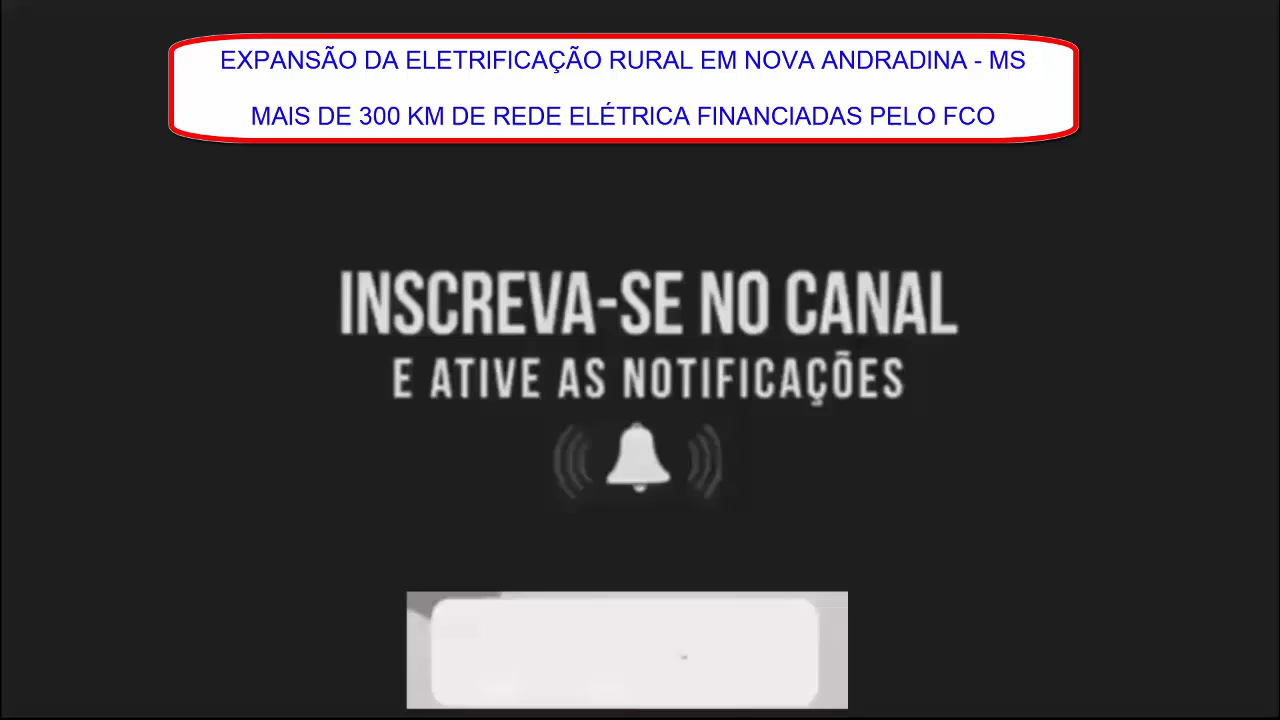 EXPANSÃO DA ELETRIFICAÇÃO RURAL EM NOVA ANDRADINA - MS
MAIS DE 300 KM DE REDE ELÉTRICA FINANCIADAS PELO FCO
INSCREVA-SE NO CANAL
E ATIVE AS NOTIFICAÇÕES